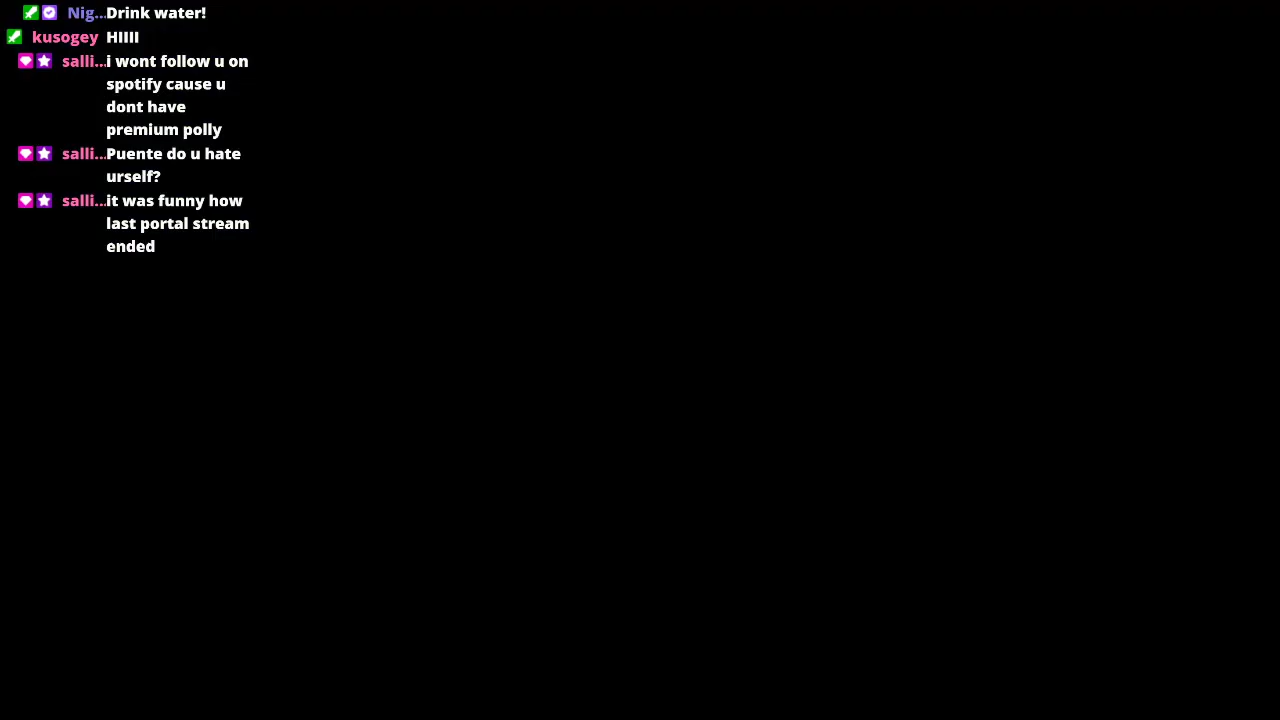 Nig...Drink water!
kusogey HIIII
salli...i wont follow u on
spotify cause u
dont have
premium polly
salli...Puente do u hate
urself?
salli...it was funny how
last portal stream
ended